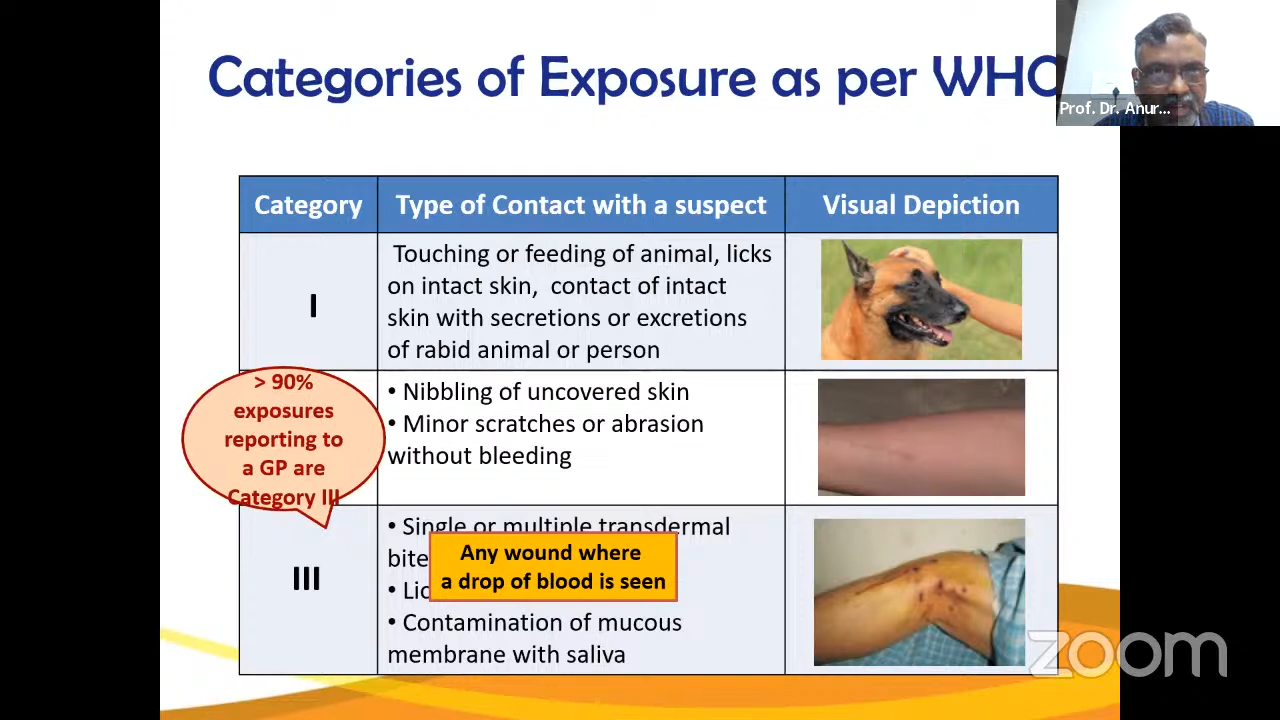 Categories of Exposure as per WHO
Prof. Dr. Anur...
Category Type of Contact with a suspect Visual Depiction
I
Touching or feeding of animal, licks
on intact skin, contact of intact
skin with secretions or excretions
of rabid animal or person
> 90%
exposures
reporting to
a GP are
Category III
• Nibbling of uncovered skin
• Minor scratches or abrasion
without bleeding
III
• Single or multiple transdermal
bite
• Lic
Any wound where
a drop of blood is seen
• Contamination of mucous
membrane with saliva
zoom